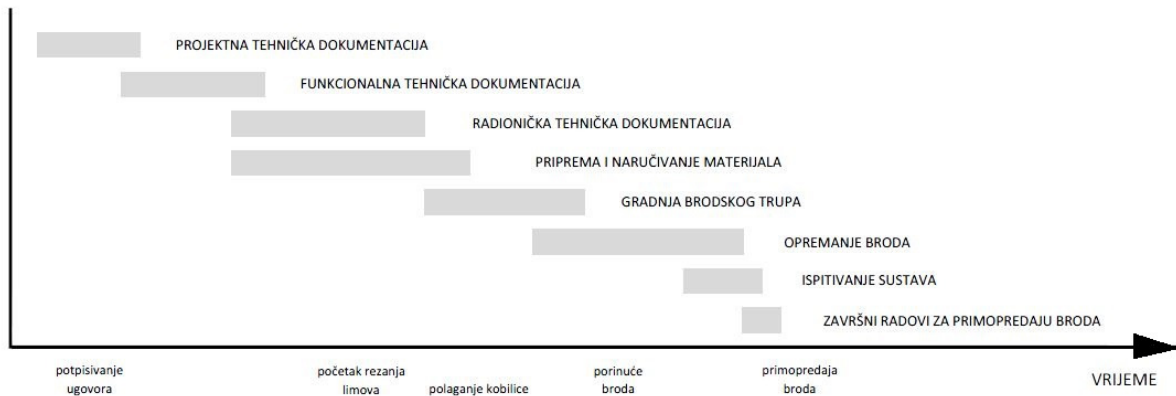 PROJEKTNA TEHNIČKA DOKUMENTACIJA
FUNKCIONALNA TEHNIČKA DOKUMENTACIJA
RADIONIČKA TEHNIČKA DOKUMENTACIJA
PRIPREMA I NARUČIVANJE MATERIJALA
GRADNJA BRODSKOG TRUPA
OPREMANJE BRODA
ISPITIVANJE SUSTAVA
ZAVRŠNI RADOVI ZA PRIMOPREDAJU BRODA
potpisivanje
ugovora
početak rezanja
limova
polaganje kobilice
porinuće
broda
primopredaja
broda
VRIJEME